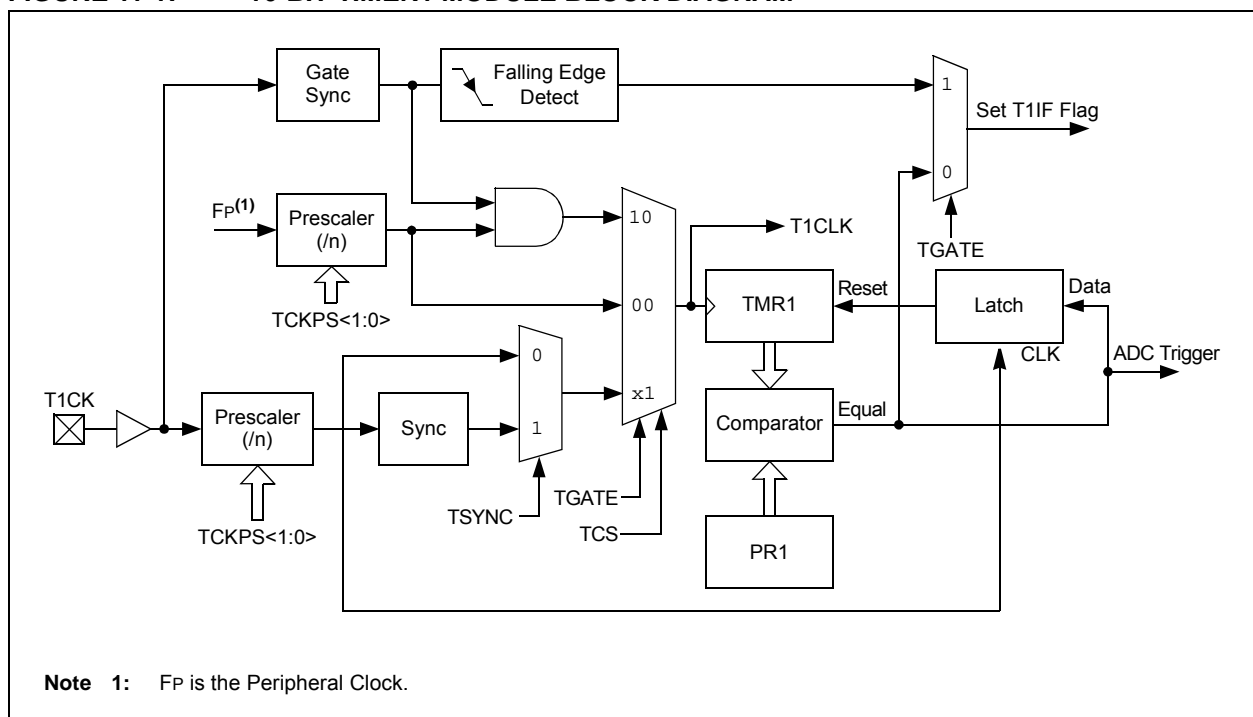 Gate
Sync
Falling Edge
Detect
1
Set T1IF Flag
0
TGATE
FP(1)
Prescaler
(/n)
TCKPS<1:0>
10
00
x1
T1CLK
TMR1
Reset
Latch
Data
CLK
ADC Trigger
T1CK
Prescaler
(/n)
TCKPS<1:0>
Sync
0
1
TSYNC
TGATE
TCS
Comparator
Equal
PR1
Note 1: FP is the Peripheral Clock.